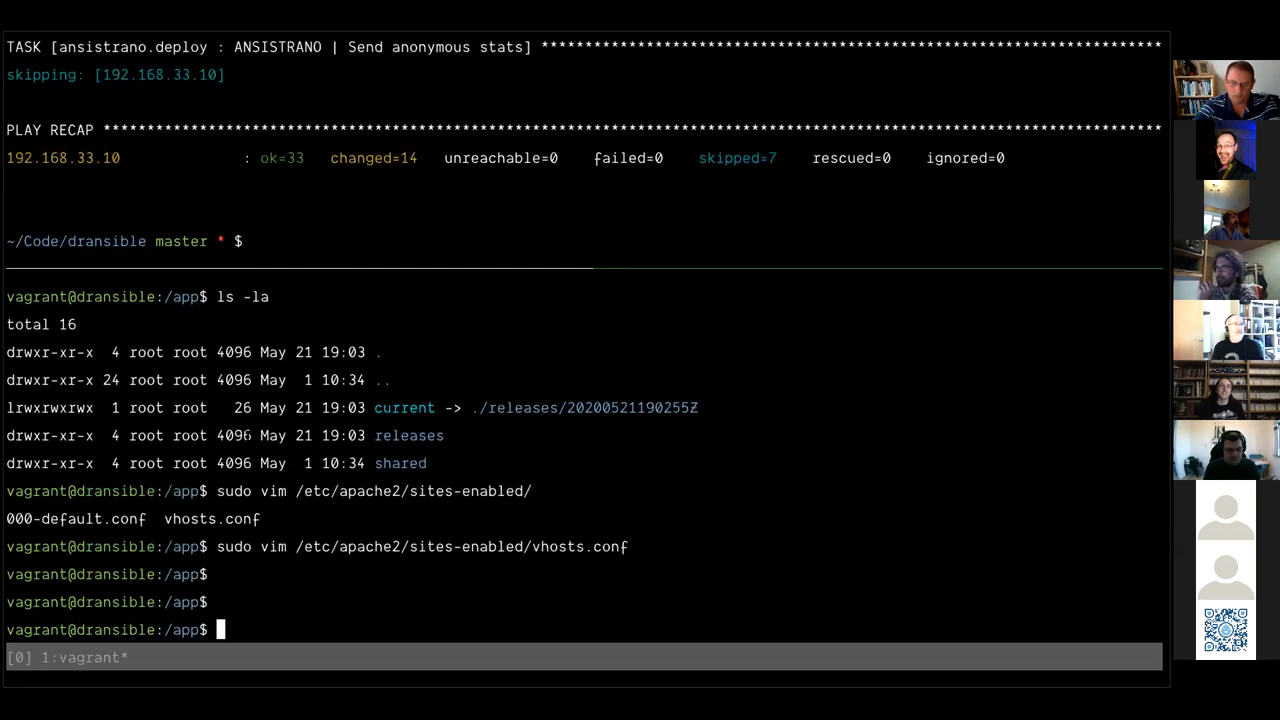 TASK [ansistrano.deploy : ANSISTRANO | Send anonymous stats] ***********************************************************************
skipping: [192.168.33.10]
PLAY RECAP *************************************************************************************************************************
192.168.33.10 : ok=33 changed=14 unreachable=0 failed=0 skipped=7 rescued=0 ignored=0
~/Code/dransible master * $
vagrant@dransible:/app$ ls -la
total 16
drwxr-xr-x 4 root root 4096 May 21 19:03 .
drwxr-xr-x 24 root root 4096 May 1 10:34 ..
lrwxrwxrwx 1 root root 26 May 21 19:03 current -> ./releases/20200521190255Z
drwxr-xr-x 4 root root 4096 May 21 19:03 releases
drwxr-xr-x 4 root root 4096 May 1 10:34 shared
vagrant@dransible:/app$ sudo vim /etc/apache2/sites-enabled/
000-default.conf vhosts.conf
vagrant@dransible:/app$ sudo vim /etc/apache2/sites-enabled/vhosts.conf
vagrant@dransible:/app$
vagrant@dransible:/app$
vagrant@dransible:/app$
[0] 1:vagrant*